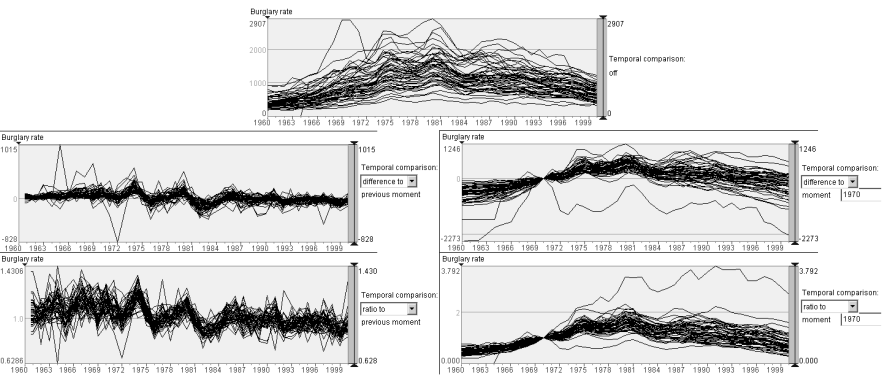 Burglary rate
2907 2907
2000
Temporal comparison:
off
1000
0 0
1960 1963 1966 1969 1972 1975 1978 1981 1984 1987 1990 1993 1996 1999
Burglary rate
1015 1015
Temporal comparison:
difference to
0
previous moment
-828 -828
1960 1963 1966 1969 1972 1975 1978 1981 1984 1987 1990 1993 1996 1999
Burglary rate
1246 1246
Temporal comparison:
0
difference to
moment 1970
-2273 -2273
1960 1963 1966 1969 1972 1975 1978 1981 1984 1987 1990 1993 1996 1999
Burglary rate
1.4306 1.430
Temporal comparison:
ratio to
1.0
previous moment
0.6286 0.628
1960 1963 1966 1969 1972 1975 1978 1981 1984 1987 1990 1993 1996 1999
Burglary rate
3.792 3.792
Temporal comparison:
ratio to
2
moment 1970
0.000 0.000
1960 1963 1966 1969 1972 1975 1978 1981 1984 1987 1990 1993 1996 1999